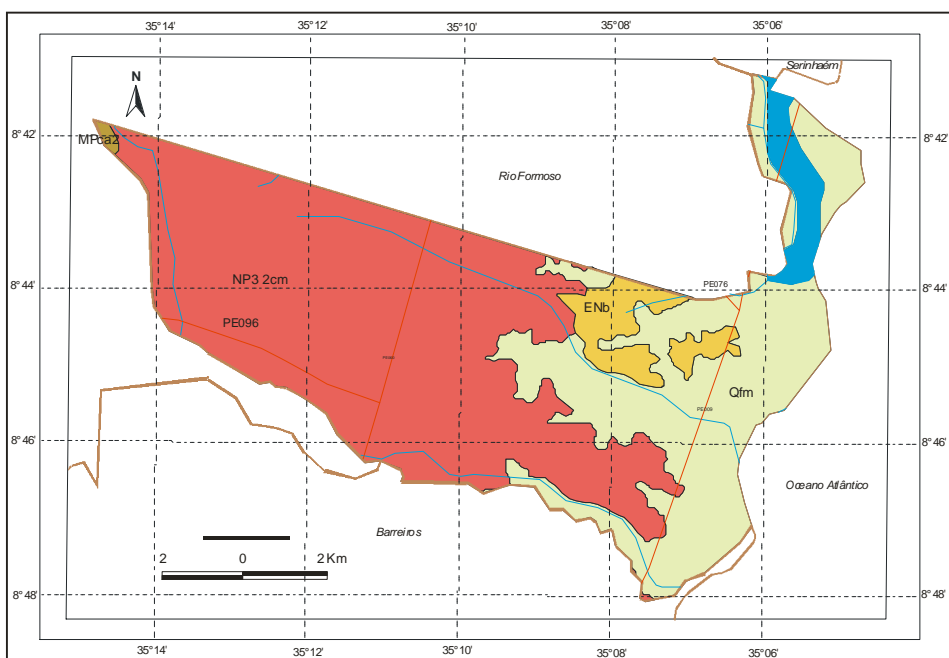 35°14' 35°12' 35°10' 35°08' 35°06'
Serinhaém
N
8°42' MPca2 8°42'
Rio Formoso
8°44' NP3 2cm ENb PE076 8°44'
PE096
Qfm
8°46' 8°46'
Oceano Atlântico
Barreiros
2 0 2 Km
8°48' 8°48'
35°14' 35°12' 35°10' 35°08' 35°06'